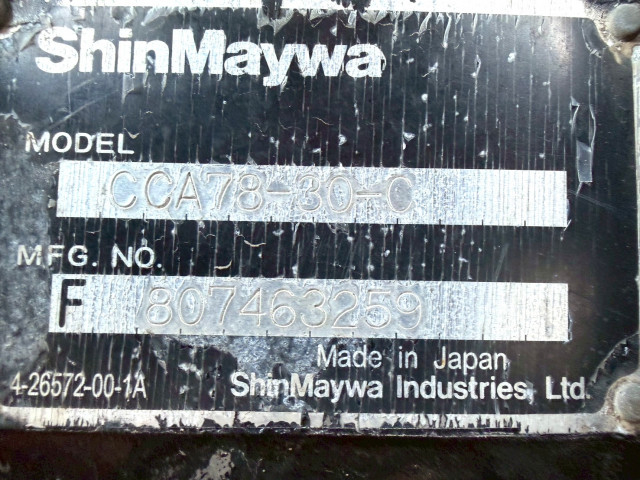 ShinMaywa
MODEL
CCA78-30-C
MFG. NO.
F 807463259
Made in Japan
4-26572-00-1A ShinMaywa Industries, Ltd.